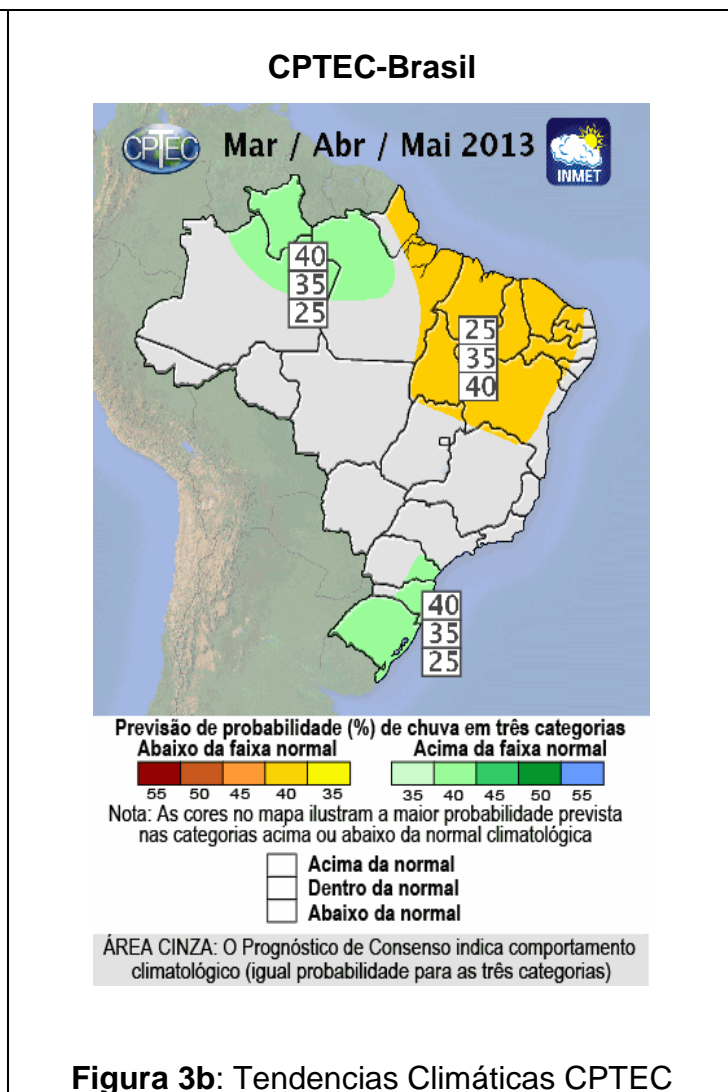 CPTEC-Brasil
CPTEC
Mar / Abr / Mai 2013
INMET
40
35
25
25
35
40
40
35
25
Previsão de probabilidade (%) de chuva em três categorias
Abaixo da faixa normal Acima da faixa normal
55 50 45 40 35 35 40 45 50 55
Nota: As cores no mapa ilustram a maior probabilidade prevista
nas categorias acima ou abaixo da normal climatológica
Acima da normal
Dentro da normal
Abaixo da normal
ÁREA CINZA: O Prognóstico de Consenso indica comportamento
climatológico (igual probabilidade para as três categorias)
Figura 3b: Tendencias Climáticas CPTEC